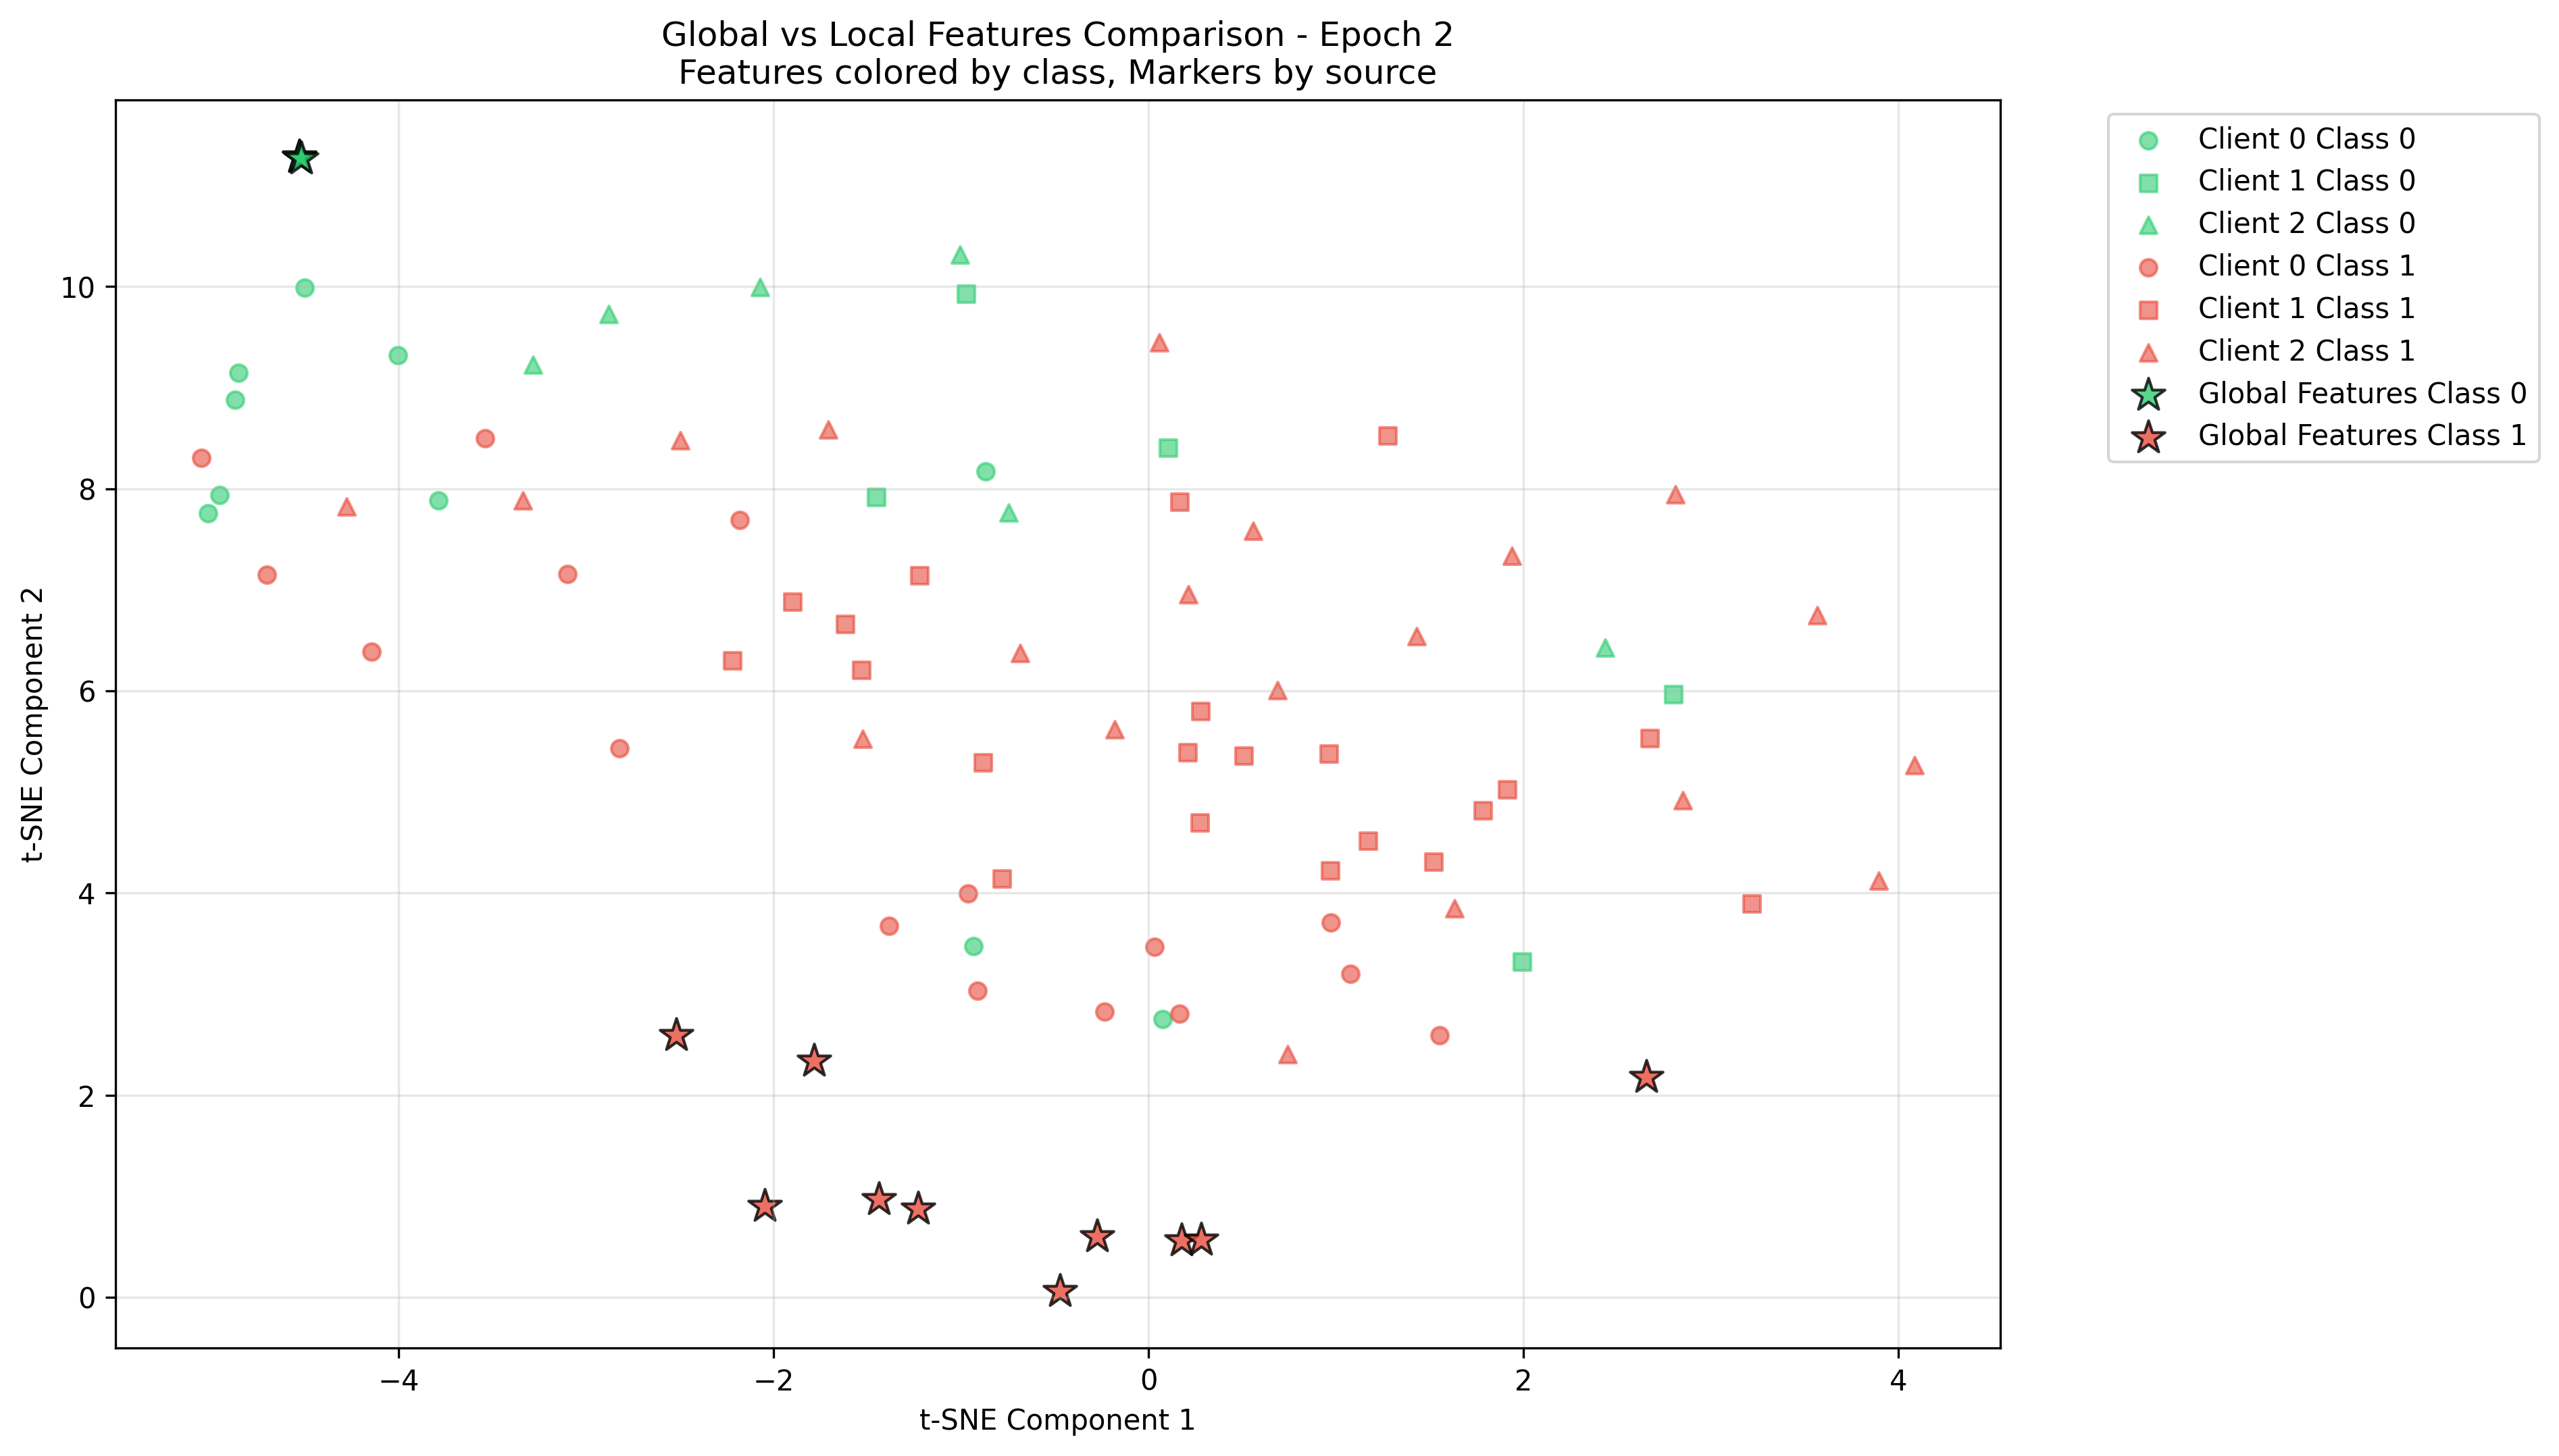 Global vs Local Features Comparison - Epoch 2
Features colored by class, Markers by source
Client 0 Class 0
Client 1 Class 0
Client 2 Class 0
Client 0 Class 1
Client 1 Class 1
Client 2 Class 1
Global Features Class 0
Global Features Class 1
t-SNE Component 2
10
8
6
4
2
0
−4
−2
0
2
4
t-SNE Component 1